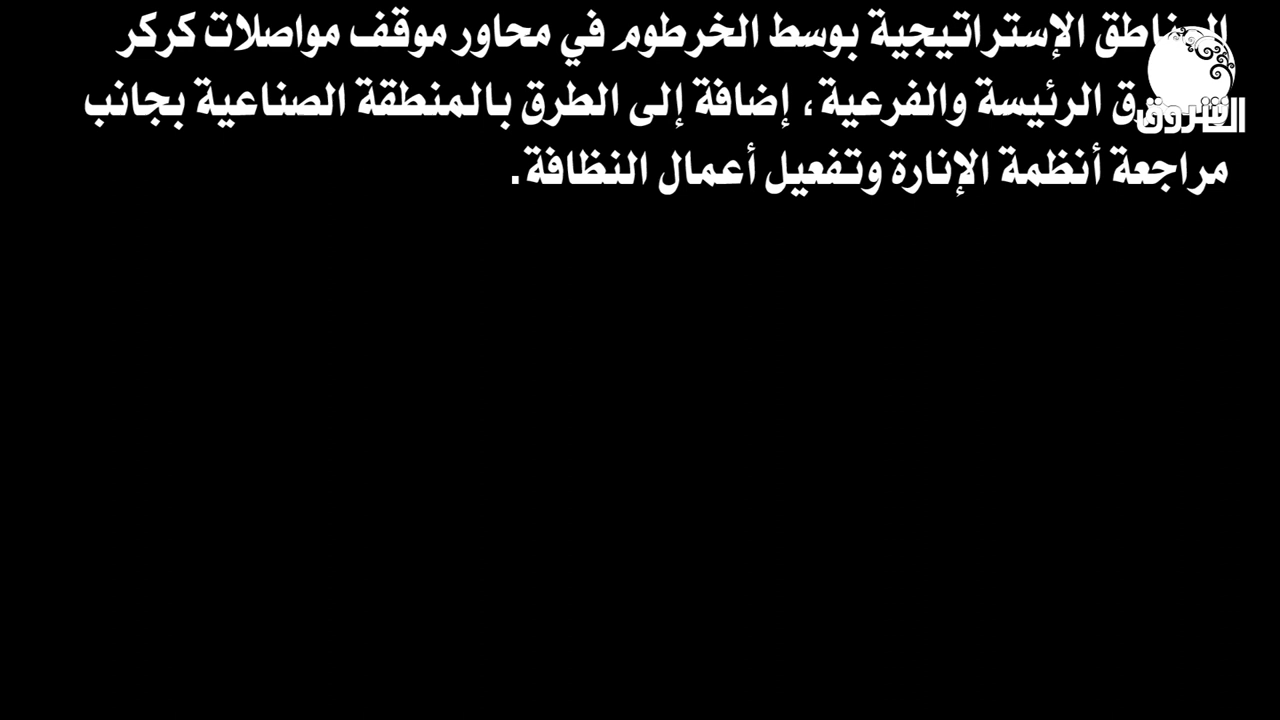 المناطق الإستراتيجية بوسط الخرطوم في محاور موقف مواصلات كركر
الرئيسة والفرعية، إضافة إلى الطرق بالمنطقة الصناعية بجانب
مراجعة أنظمة الإنارة وتفعيل أعمال النظافة.
الشروق